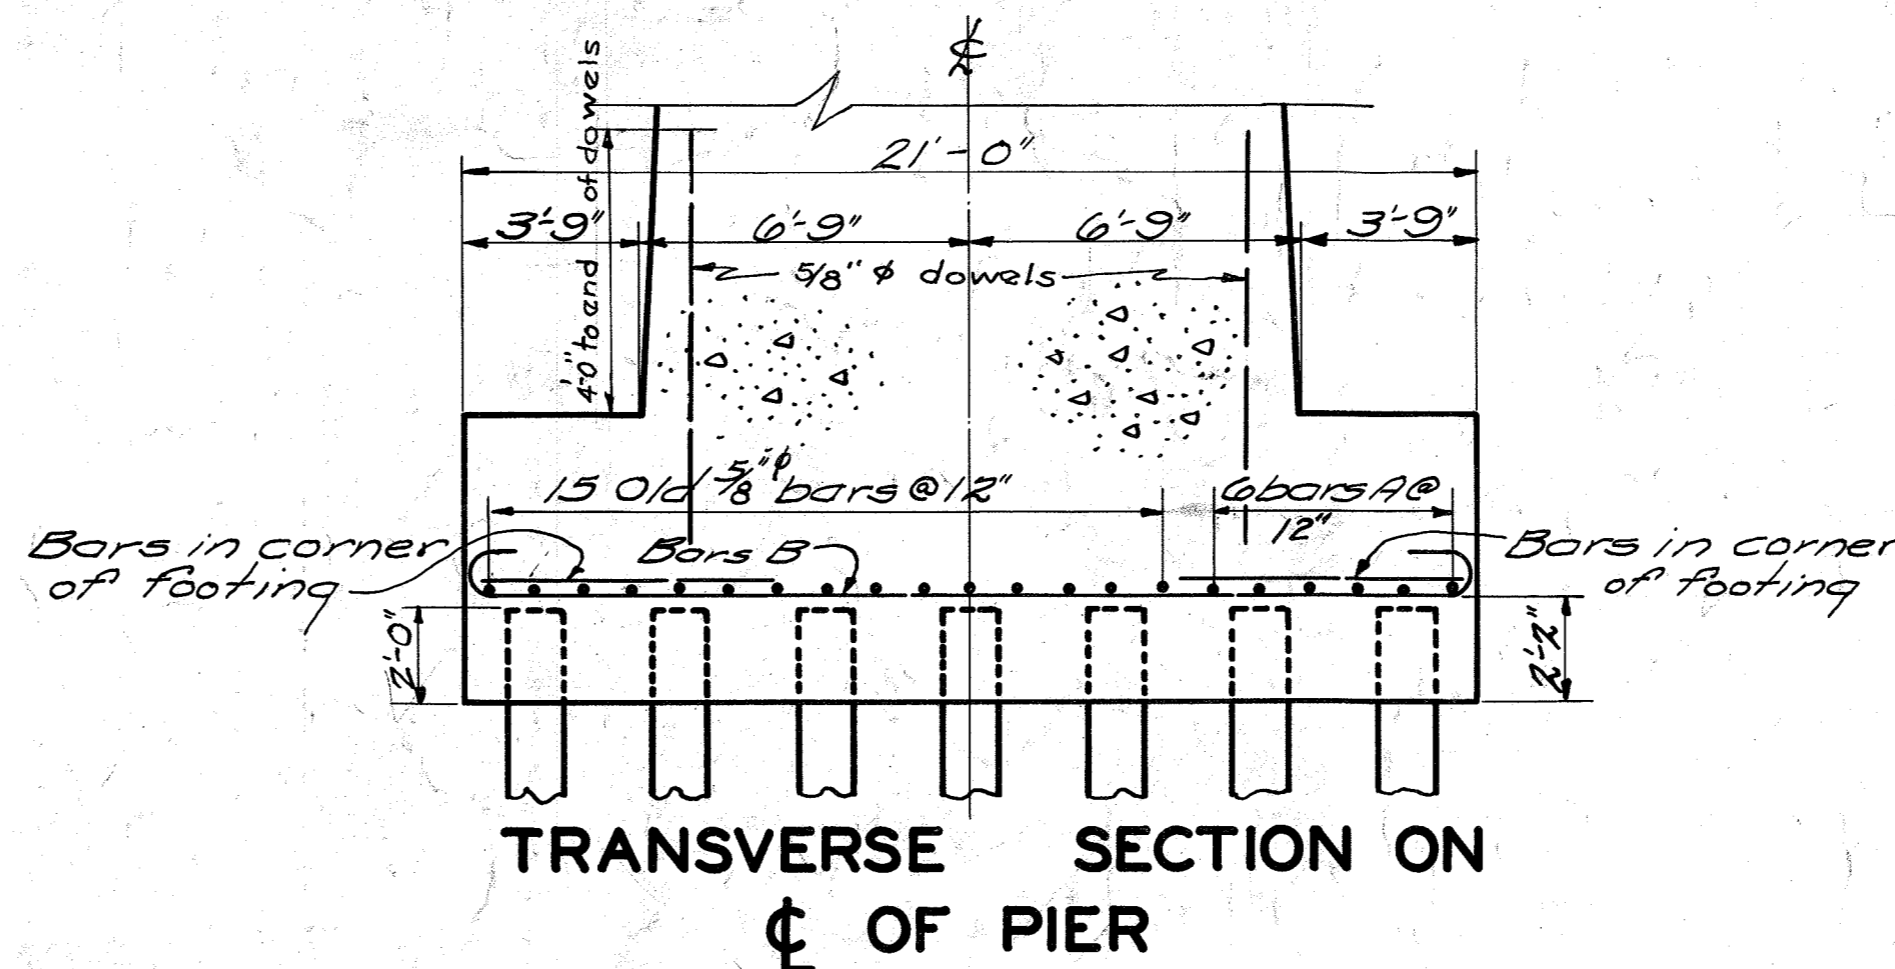 ℄
4'-0" to end of dowels
21'-0"
3'-9" 6'-9" 6'-9" 3'-9"
5/8" ϕ dowels
15 Old 5/8" ϕ bars @ 12"
6 bars A @
12"
Bars in corner
of footing
Bars B
Bars in corner
of footing
2'-0"
2'-2"
TRANSVERSE SECTION ON
℄ OF PIER